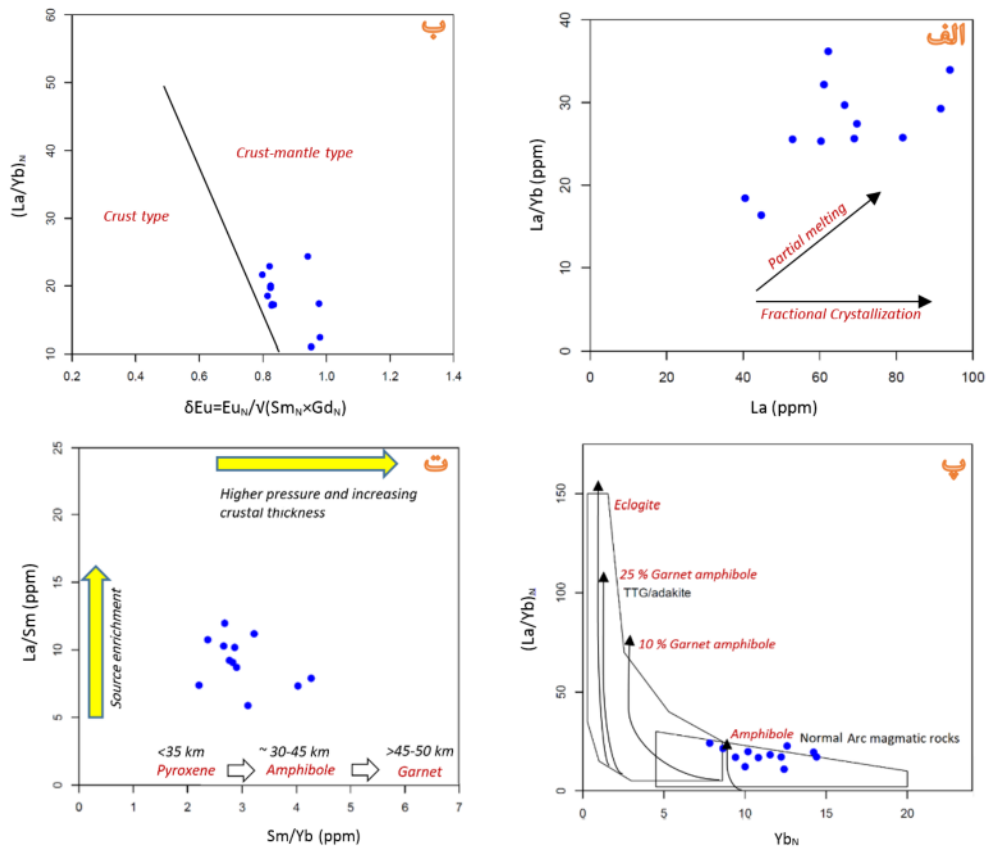 ب
(La/Yb)N
60
50
40
30
20
10
Crust-mantle type
Crust type
0.2 0.4 0.6 0.8 1.0 1.2 1.4
δEu=EuN/√(SmN×GdN)
الف
La/Yb (ppm)
40
30
20
10
0
Partial melting
Fractional Crystallization
0 20 40 60 80 100
La (ppm)
ت
La/Sm (ppm)
25
20
15
10
5
0
Higher pressure and increasing
crustal thickness
Source enrichment
<35 km ~ 30-45 km >45-50 km
Pyroxene Amphibole Garnet
0 1 2 3 4 5 6 7
Sm/Yb (ppm)
پ
(La/Yb)N
150
100
50
0
Eclogite
25 % Garnet amphibole
TTG/adakite
10 % Garnet amphibole
Amphibole
Normal Arc magmatic rocks
0 5 10 15 20
YbN